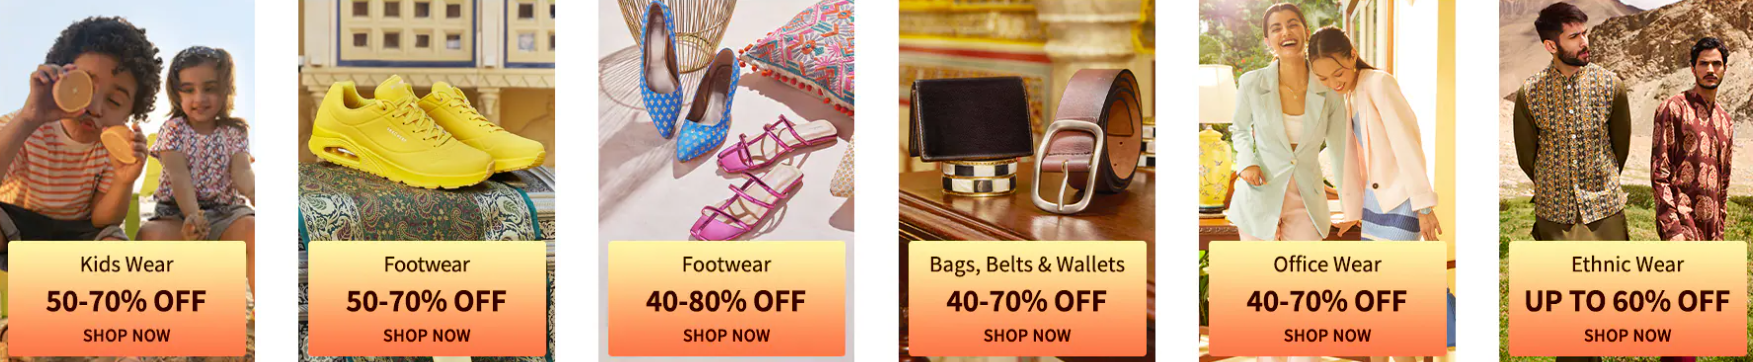 Kids Wear
50-70% OFF
SHOP NOW
Footwear
50-70% OFF
SHOP NOW
Footwear
40-80% OFF
SHOP NOW
Bags, Belts & Wallets
40-70% OFF
SHOP NOW
Office Wear
40-70% OFF
SHOP NOW
Ethnic Wear
UP TO 60% OFF
SHOP NOW